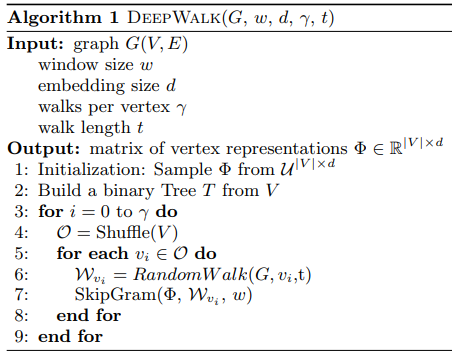 Algorithm 1 DEEPWALK(G, w, d, γ, t)
Input: graph G(V, E)
window size w
embedding size d
walks per vertex γ
walk length t
Output: matrix of vertex representations Φ ∈ ℝ^{|V|×d}
1: Initialization: Sample Φ from 𝒰^{|V|×d}
2: Build a binary Tree T from V
3: for i = 0 to γ do
4: 𝒪 = Shuffle(V)
5: for each v_i ∈ 𝒪 do
6: 𝒲_{v_i} = RandomWalk(G, v_i,t)
7: SkipGram(Φ, 𝒲_{v_i}, w)
8: end for
9: end for